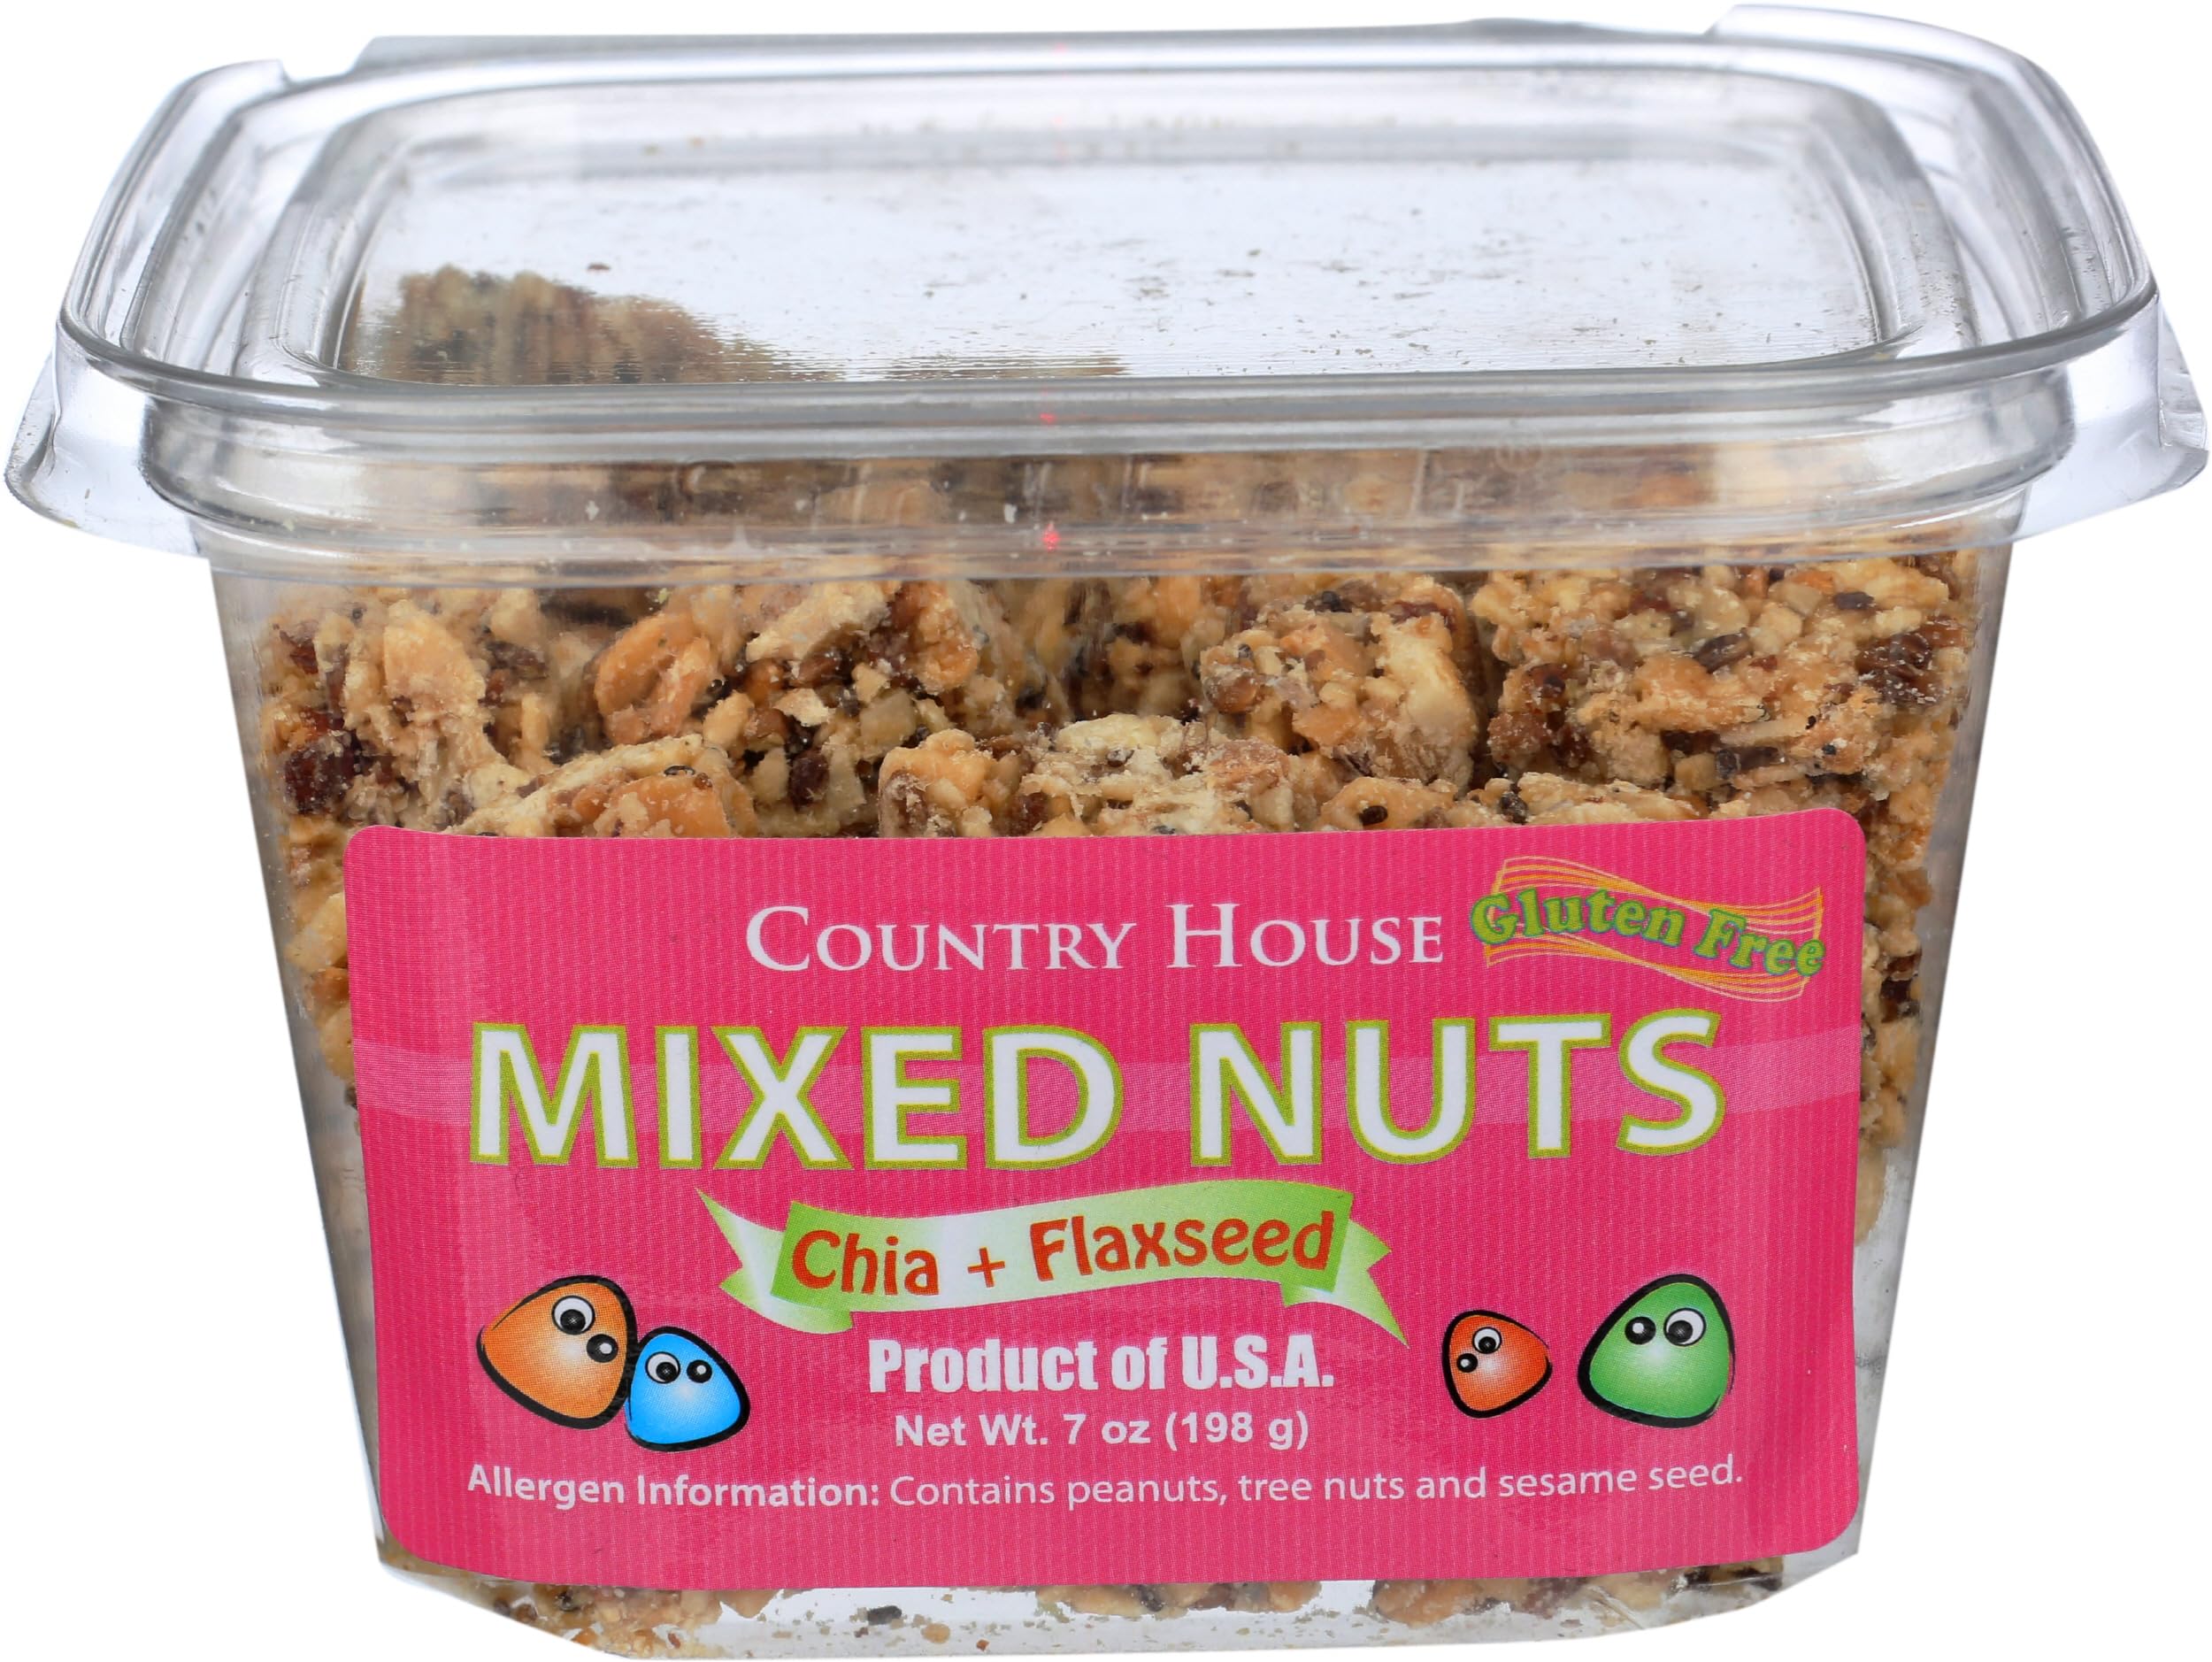 COUNTRY HOUSE
Gluten Free
MIXED NUTS
Chia + Flaxseed
Product of U.S.A.
Net Wt. 7 oz (198 g)
Allergen Information: Contains peanuts, tree nuts and sesame seed.